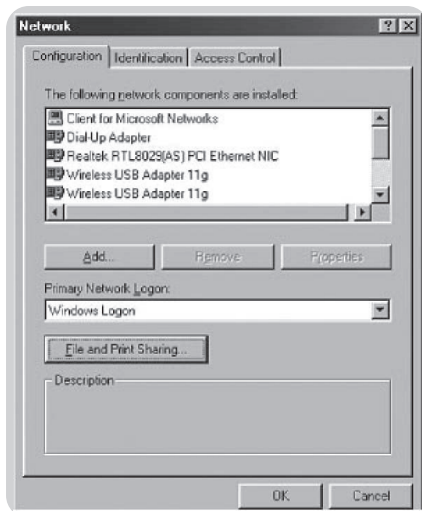 Network
Configuration Identification Access Control
The following network components are installed:
Client for Microsoft Networks
Dial-Up Adapter
Realtek RTL8029(AS) PCI Ethernet NIC
Wireless USB Adapter 11g
Wireless USB Adapter 11g
Add... Remove Properties
Primary Network Logon:
Windows Logon
File and Print Sharing...
Description
OK Cancel